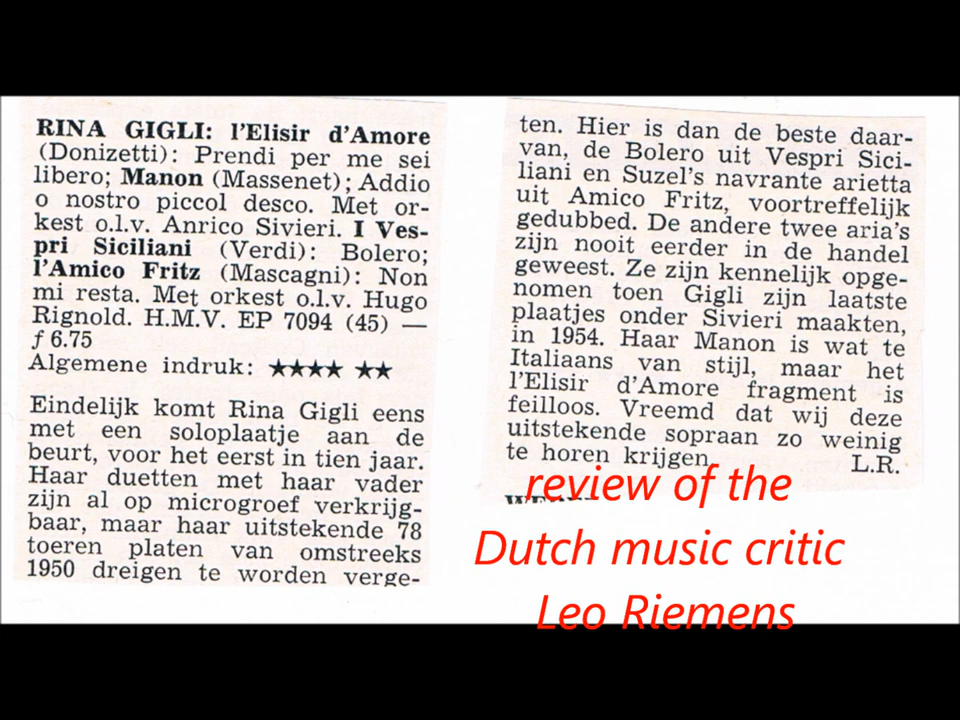 RINA GIGLI: l'Elisir d'Amore
(Donizetti): Prendi per me sei
libero; Manon (Massenet); Addio
o nostro piccol desco. Met or-
kest o.l.v. Anrico Sivieri. I Ves-
pri Siciliani (Verdi): Bolero;
l'Amico Fritz (Mascagni): Non
mi resta. Met orkest o.l.v. Hugo
Rignold. H.M.V. EP 7094 (45) —
f 6.75
Algemene indruk: ★★★★ ★★
Eindelijk komt Rina Gigli eens
met een soloplaatje aan de
beurt, voor het eerst in tien jaar.
Haar duetten met haar vader
zijn al op microgroef verkrijg-
baar, maar haar uitstekende 78
toeren platen van omstreeks
1950 dreigen te worden verge-
ten. Hier is dan de beste daar-
van, de Bolero uit Vespri Sici-
liani en Suzel's navrante arietta
uit Amico Fritz, voortreffelijk
gedubbed. De andere twee aria's
zijn nooit eerder in de handel
geweest. Ze zijn kennelijk opge-
nomen toen Gigli zijn laatste
plaatjes onder Sivieri maakten,
in 1954. Haar Manon is wat te
Italiaans van stijl, maar het
l'Elisir d'Amore fragment is
feilloos. Vreemd dat wij deze
uitstekende sopraan zo weinig
te horen krijgen. L.R.
review of the
Dutch music critic
Leo Riemens